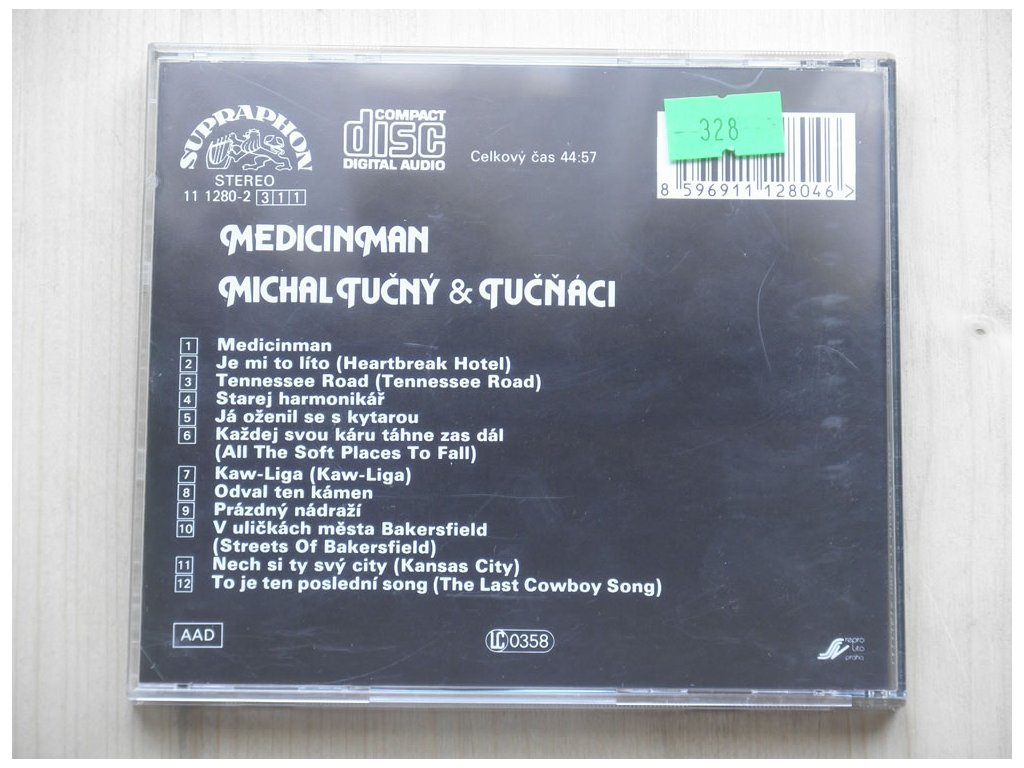 SUPRAPHON
STEREO
11 1280-2 311
COMPACT
disc
DIGITAL AUDIO
Celkový čas 44:57
328
8 596911 128046 >
MEDICINMAN
MICHAL TUČNÝ & TUČŇÁCI
1 Medicinman
2 Je mi to líto (Heartbreak Hotel)
3 Tennessee Road (Tennessee Road)
4 Starej harmonikář
5 Já oženil se s kytarou
6 Každej svou káru táhne zas dál
(All The Soft Places To Fall)
7 Kaw-Liga (Kaw-Liga)
8 Odval ten kámen
9 Prázdný nádraží
10 V uličkách města Bakersfield
(Streets Of Bakersfield)
11 Nech si ty svý city (Kansas City)
12 To je ten poslední song (The Last Cowboy Song)
AAD
LC 0358
repro
lito
praha